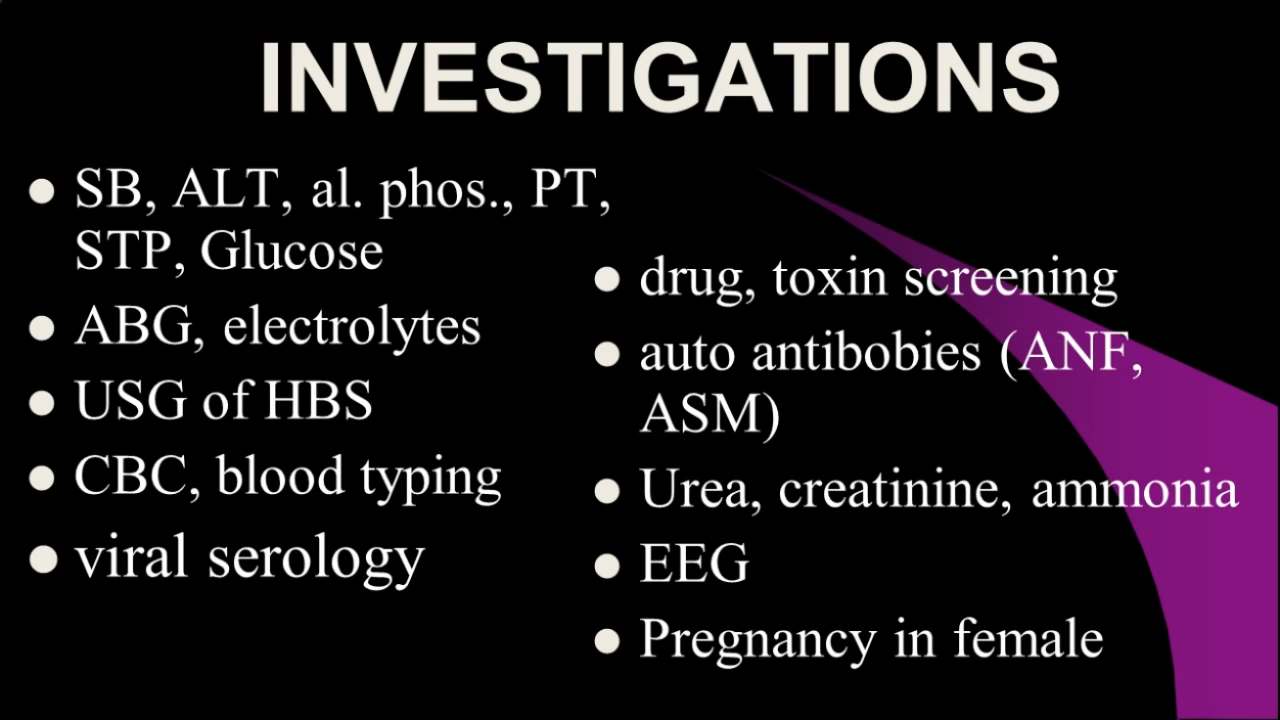 INVESTIGATIONS
● SB, ALT, al. phos., PT,
STP, Glucose
● ABG, electrolytes
● USG of HBS
● CBC, blood typing
● viral serology
● drug, toxin screening
● auto antibobies (ANF,
ASM)
● Urea, creatinine, ammonia
● EEG
● Pregnancy in female